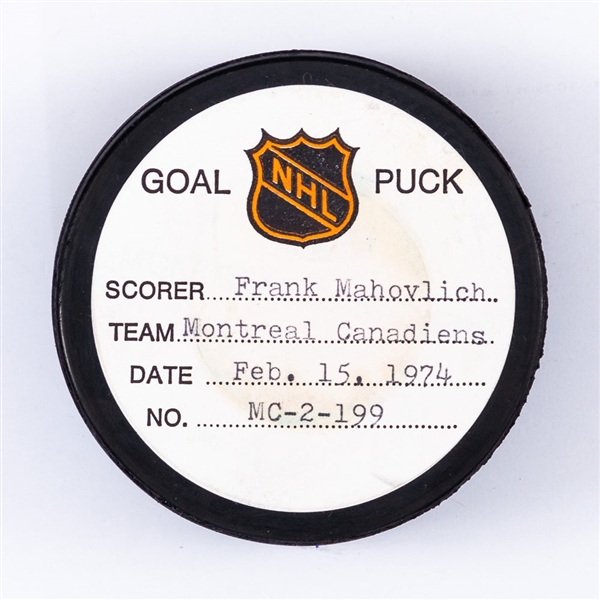 NHL
GOAL PUCK
SCORER....Frank Mahovlich..
TEAM.Montreal Canadiens.
DATE ....Feb. 15, 1974......
NO. .........MC-2-199.............